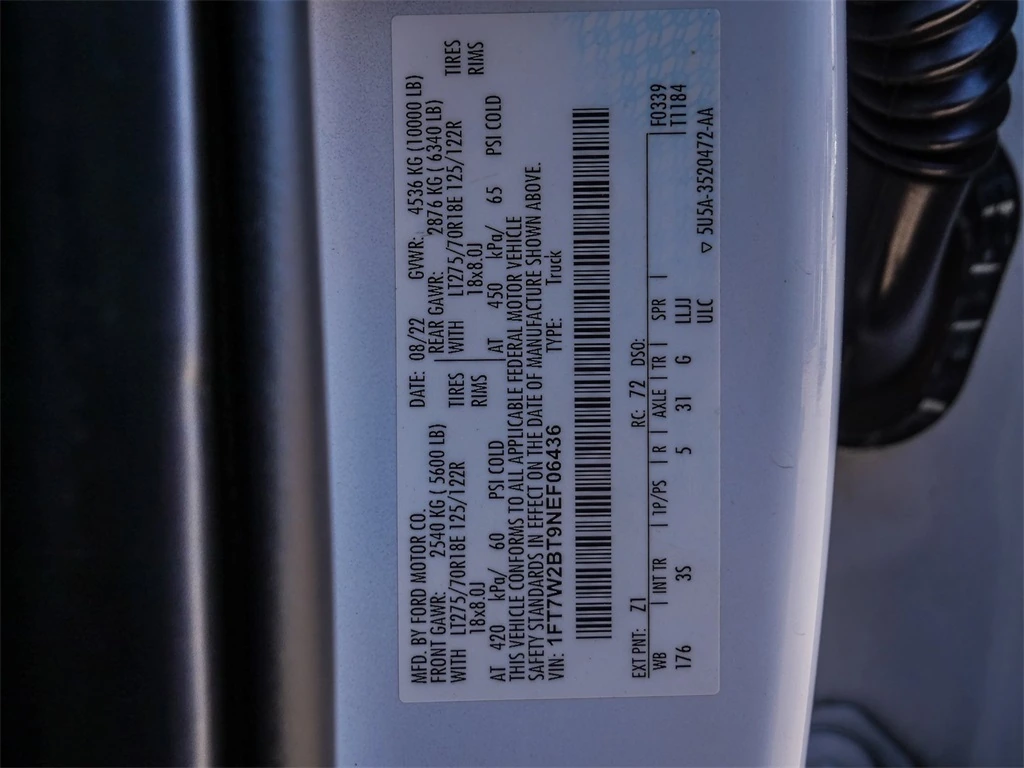 MFD. BY FORD MOTOR CO.
DATE: 08/22 GVWR: 4536 KG (10000 LB)
FRONT GAWR: 2540 KG ( 5600 LB) REAR GAWR: 2876 KG ( 6340 LB)
WITH LT275/70R18E 125/122R TIRES WITH LT275/70R18E 125/122R TIRES
18x8.0J RIMS 18x8.0J RIMS
AT 420 kPa/ 60 PSI COLD AT 450 kPa/ 65 PSI COLD
THIS VEHICLE CONFORMS TO ALL APPLICABLE FEDERAL MOTOR VEHICLE
SAFETY STANDARDS IN EFFECT ON THE DATE OF MANUFACTURE SHOWN ABOVE.
VIN: 1FT7W2BT9NEF06436 TYPE: Truck
EXT PNT: Z1 RC: 72 DSO: F0339
WB INT TR TP/PS R AXLE TR SPR T1184
176 3S 5 31 G LLJJ
ULC
▽ 5U5A-3520472-AA